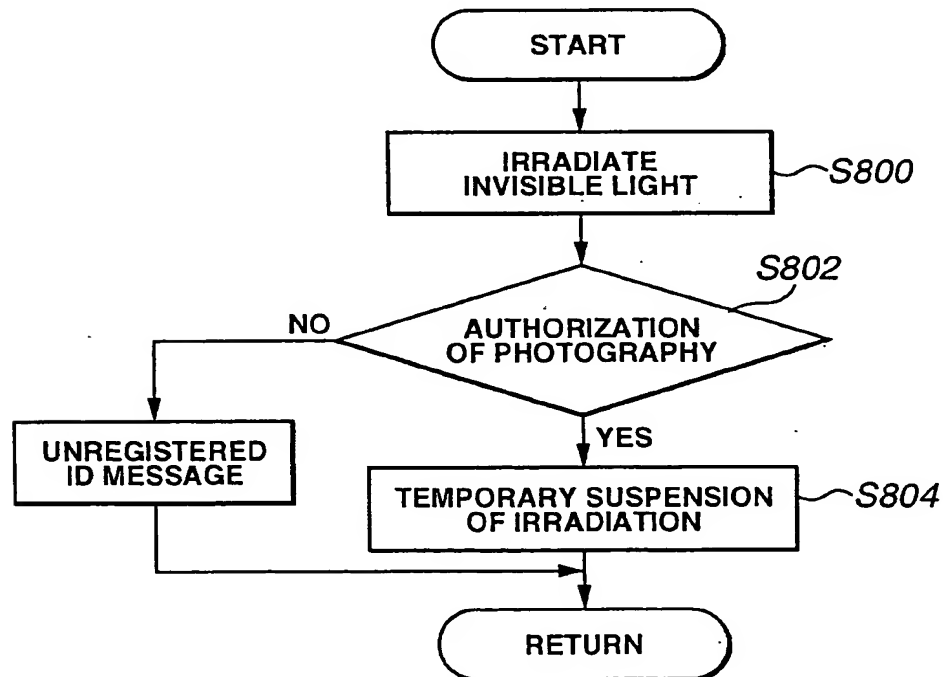 START
IRRADIATE
INVISIBLE LIGHT
S800
S802
AUTHORIZATION
OF PHOTOGRAPHY
NO
YES
UNREGISTERED
ID MESSAGE
TEMPORARY SUSPENSION
OF IRRADIATION
S804
RETURN